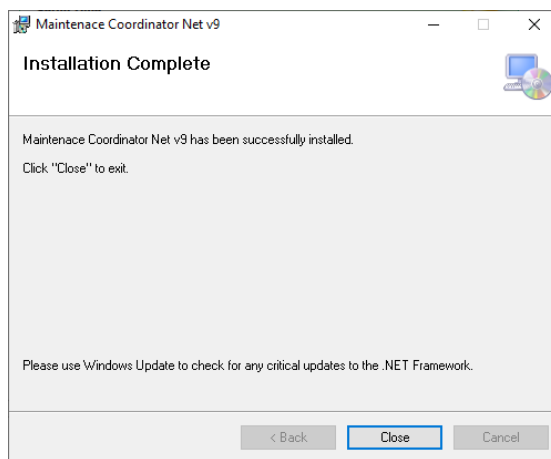 Maintenace Coordinator Net v9
Installation Complete
Maintenace Coordinator Net v9 has been successfully installed.
Click "Close" to exit.
Please use Windows Update to check for any critical updates to the .NET Framework.
< Back Close Cancel